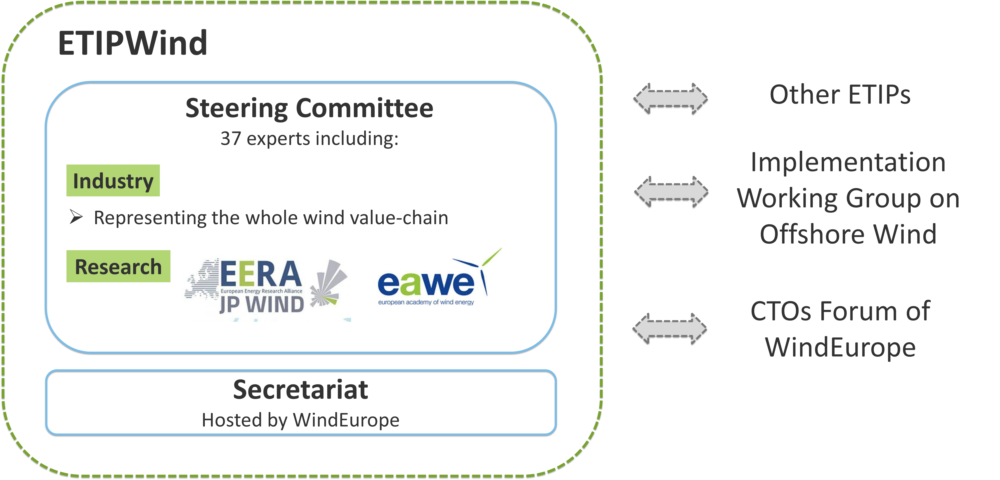 ETIPWind
Steering Committee
37 experts including:
Industry
➢ Representing the whole wind value-chain
Research
EERA
European Energy Research Alliance
JP WIND
eawe
european academy of wind energy
Secretariat
Hosted by WindEurope
Other ETIPs
Implementation
Working Group on
Offshore Wind
CTOs Forum of
WindEurope